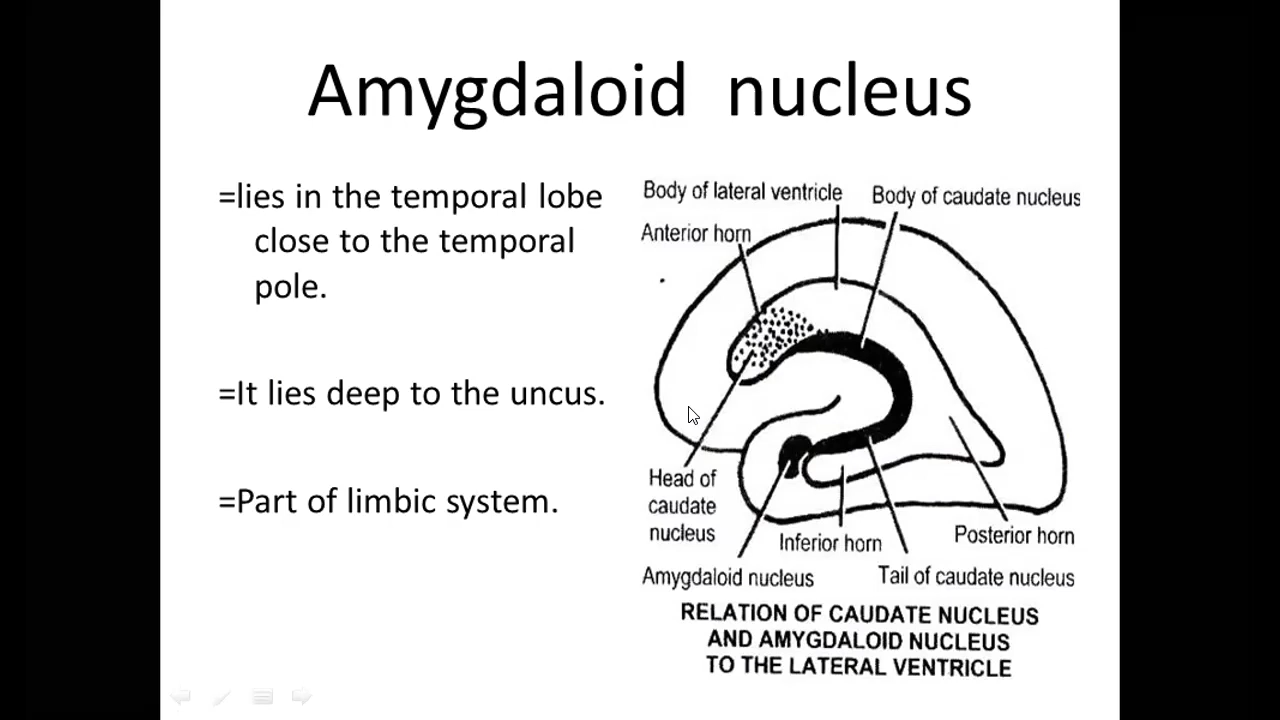 Amygdaloid nucleus
=lies in the temporal lobe
close to the temporal
pole.
=It lies deep to the uncus.
=Part of limbic system.
Body of lateral ventricle
Body of caudate nucleus
Anterior horn
Head of
caudate
nucleus
Inferior horn
Posterior horn
Amygdaloid nucleus
Tail of caudate nucleus
RELATION OF CAUDATE NUCLEUS
AND AMYGDALOID NUCLEUS
TO THE LATERAL VENTRICLE